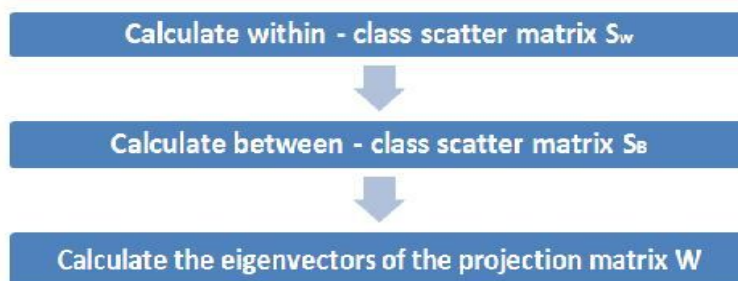 Calculate within - class scatter matrix Sw
Calculate between - class scatter matrix SB
Calculate the eigenvectors of the projection matrix W